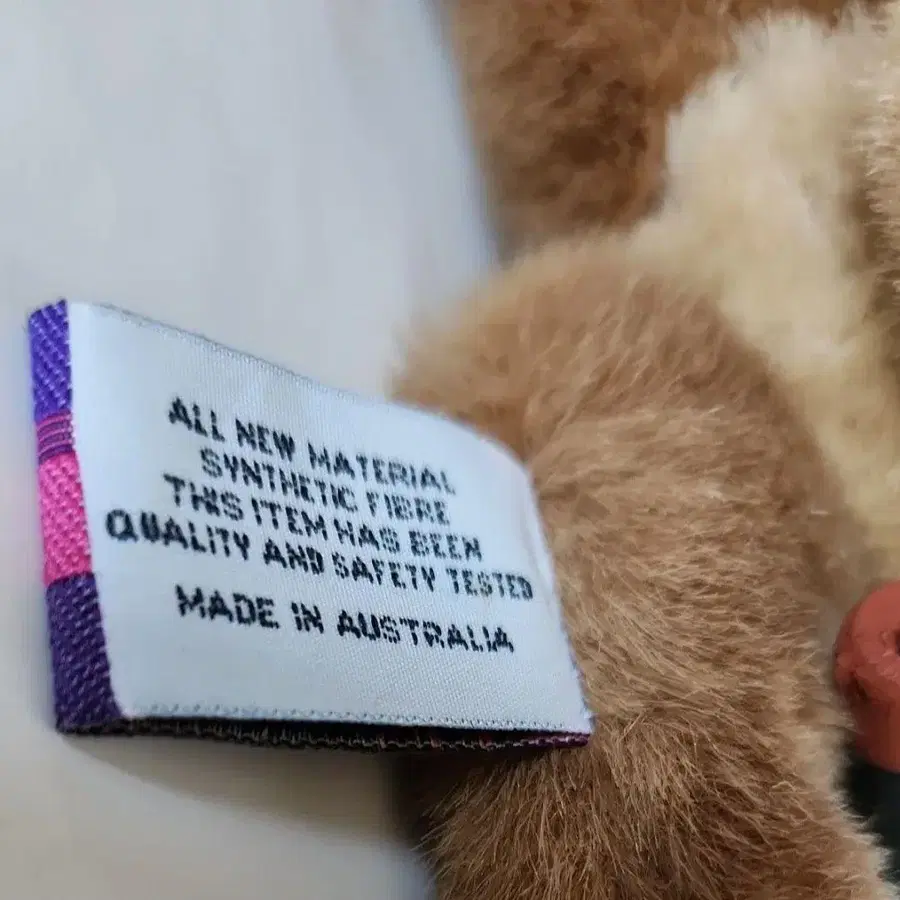 ALL NEW MATERIAL
SYNTHETIC FIBRE
THIS ITEM HAS BEEN
QUALITY AND SAFETY TESTED
MADE IN AUSTRALIA